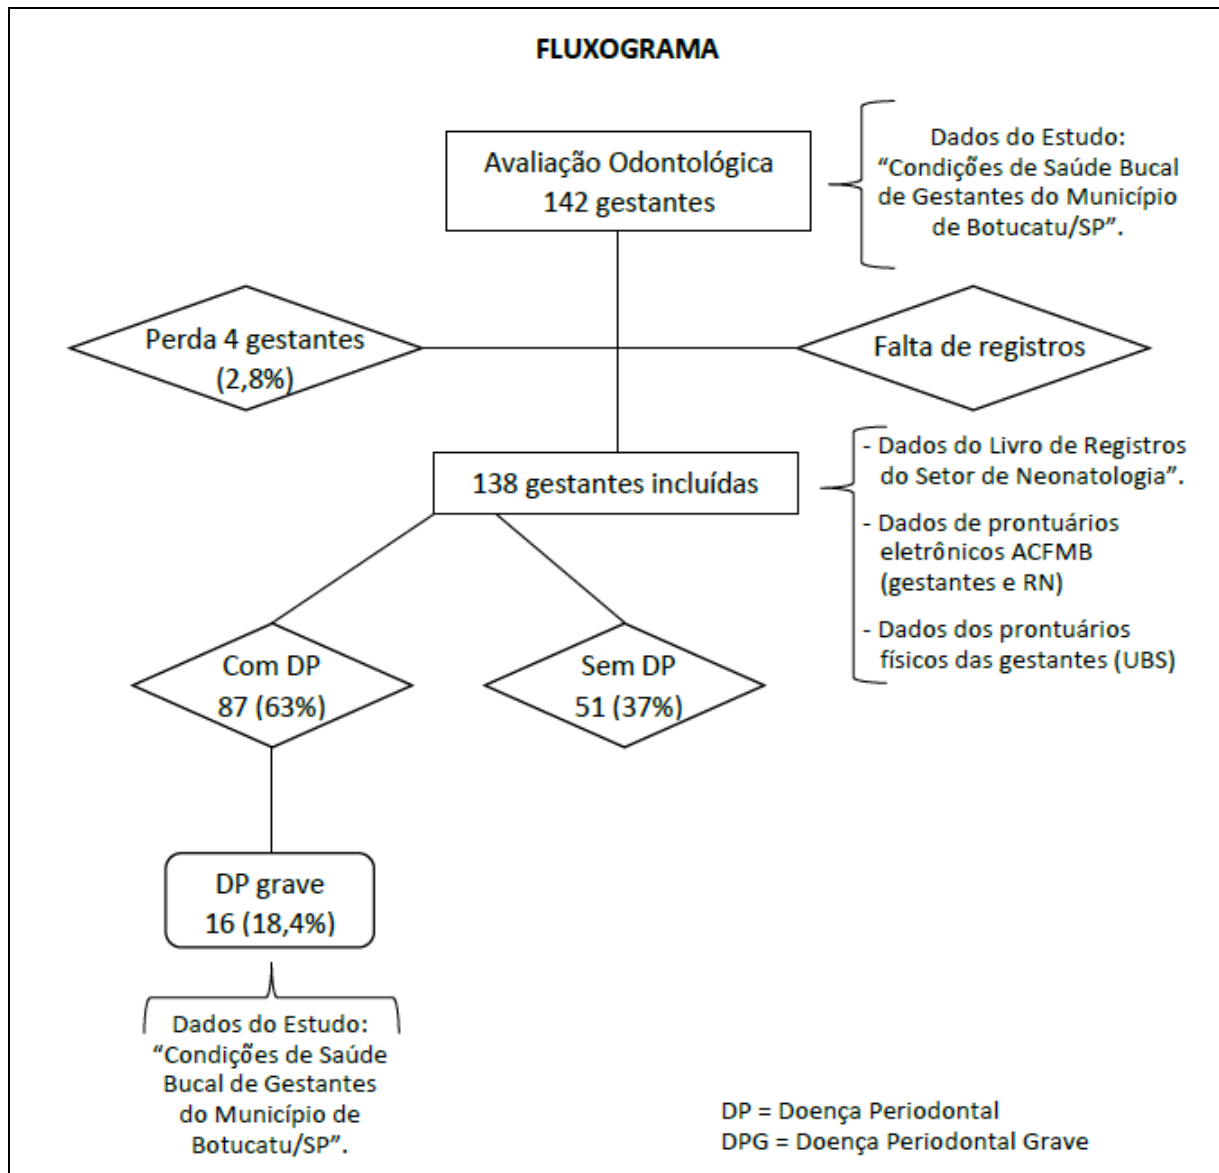 FLUXOGRAMA
Avaliação Odontológica
142 gestantes
Dados do Estudo:
“Condições de Saúde Bucal
de Gestantes do Município
de Botucatu/SP”.
Perda 4 gestantes
(2,8%)
Falta de registros
138 gestantes incluídas
- Dados do Livro de Registros
do Setor de Neonatologia”.
- Dados de prontuários
eletrônicos ACFMB
(gestantes e RN)
- Dados dos prontuários
físicos das gestantes (UBS)
Com DP
87 (63%)
Sem DP
51 (37%)
DP grave
16 (18,4%)
Dados do Estudo:
“Condições de Saúde
Bucal de Gestantes
do Município de
Botucatu/SP”.
DP = Doença Periodontal
DPG = Doença Periodontal Grave